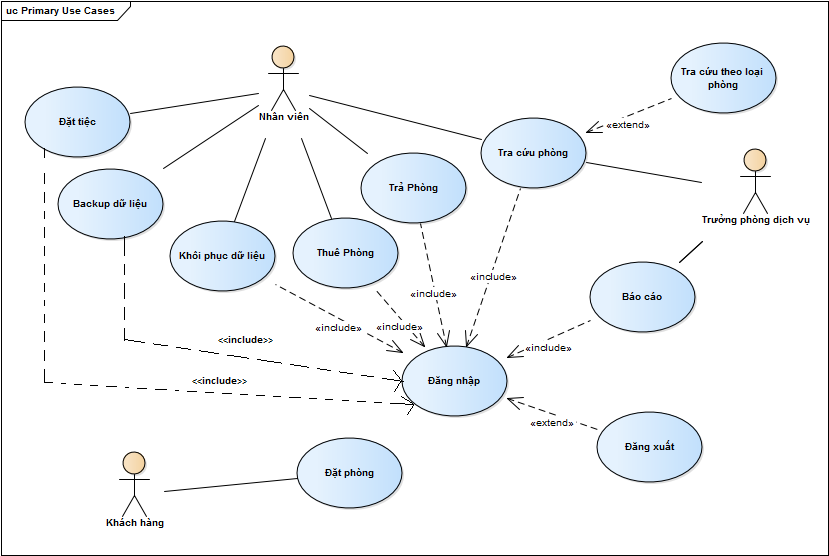 uc Primary Use Cases
Nhân viên
Đặt tiệc
Tra cứu theo loại
phòng
«extend»
Tra cứu phòng
Trả Phòng
Backup dữ liệu
Trưởng phòng dịch vụ
Khôi phục dữ liệu
Thuê Phòng
«include»
«include»
Báo cáo
«include»
«include»
<<include>>
«include»
<<include>>
Đăng nhập
«extend»
Đăng xuất
Đặt phòng
Khách hàng